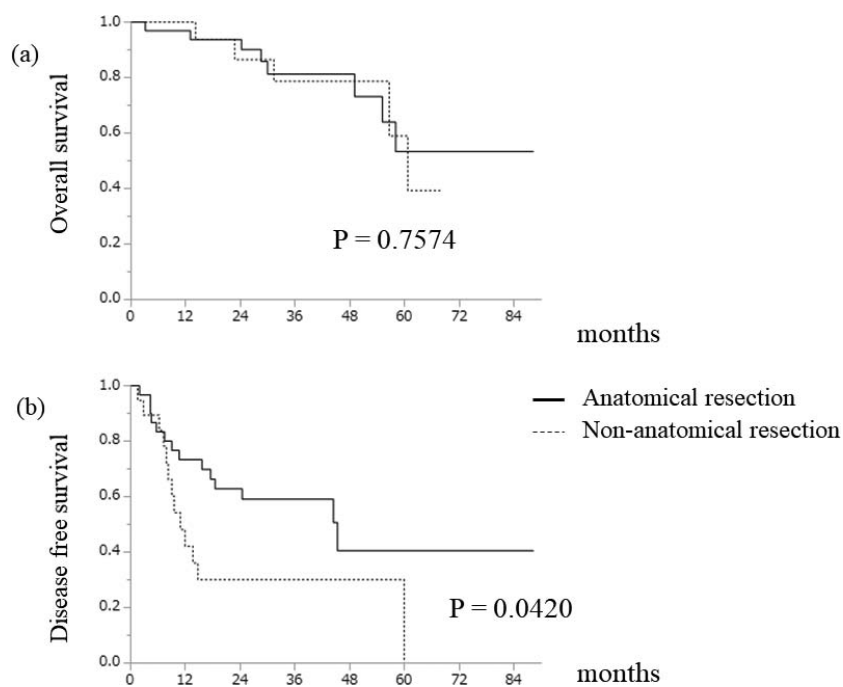 (a)
Overall survival
1.0
0.8
0.6
0.4
0.2
0.0
0 12 24 36 48 60 72 84
months
P = 0.7574
(b)
Disease free survival
1.0
0.8
0.6
0.4
0.2
0.0
0 12 24 36 48 60 72 84
months
P = 0.0420
Anatomical resection
Non-anatomical resection